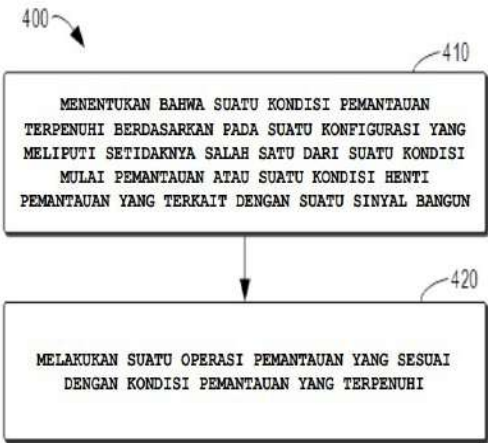 400
410
MENENTUKAN BAHWA SUATU KONDISI PEMANTAUAN
TERPENUHI BERDASARKAN PADA SUATU KONFIGURASI YANG
MELIPUTI SETIDAKNYA SALAH SATU DARI SUATU KONDISI
MULAI PEMANTAUAN ATAU SUATU KONDISI HENTI
PEMANTAUAN YANG TERKAIT DENGAN SUATU SINYAL BANGUN
420
MELAKUKAN SUATU OPERASI PEMANTAUAN YANG SESUAI
DENGAN KONDISI PEMANTAUAN YANG TERPENUHI